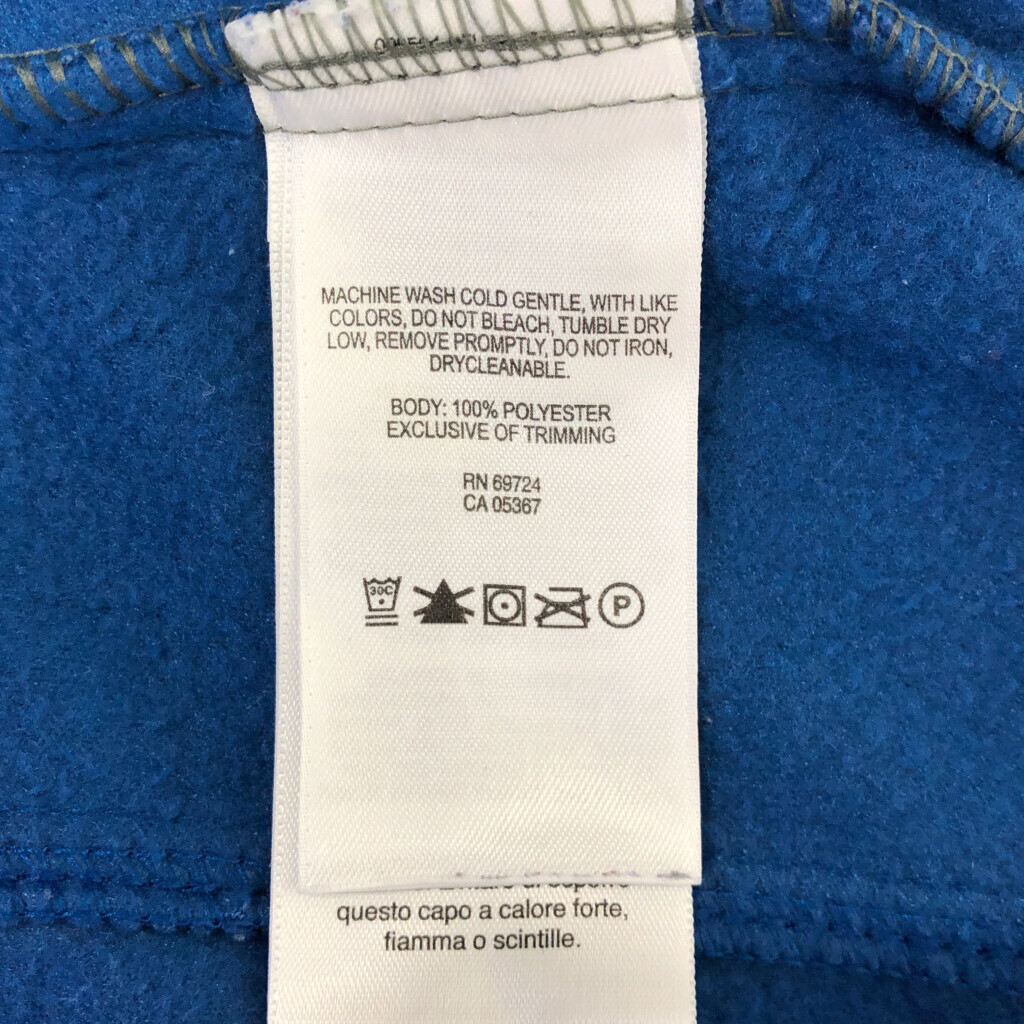 MACHINE WASH COLD GENTLE, WITH LIKE
COLORS, DO NOT BLEACH, TUMBLE DRY
LOW, REMOVE PROMPTLY, DO NOT IRON,
DRYCLEANABLE.
BODY: 100% POLYESTER
EXCLUSIVE OF TRIMMING
RN 69724
CA 05367
30C
P
questo capo a calore forte,
fiamma o scintille.